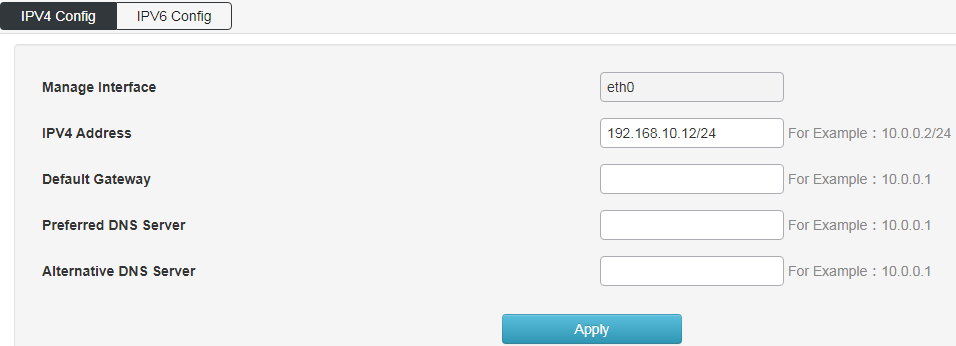 IPV4 Config IPV6 Config
Manage Interface eth0
IPV4 Address 192.168.10.12/24 For Example：10.0.0.2/24
Default Gateway For Example：10.0.0.1
Preferred DNS Server For Example：10.0.0.1
Alternative DNS Server For Example：10.0.0.1
Apply